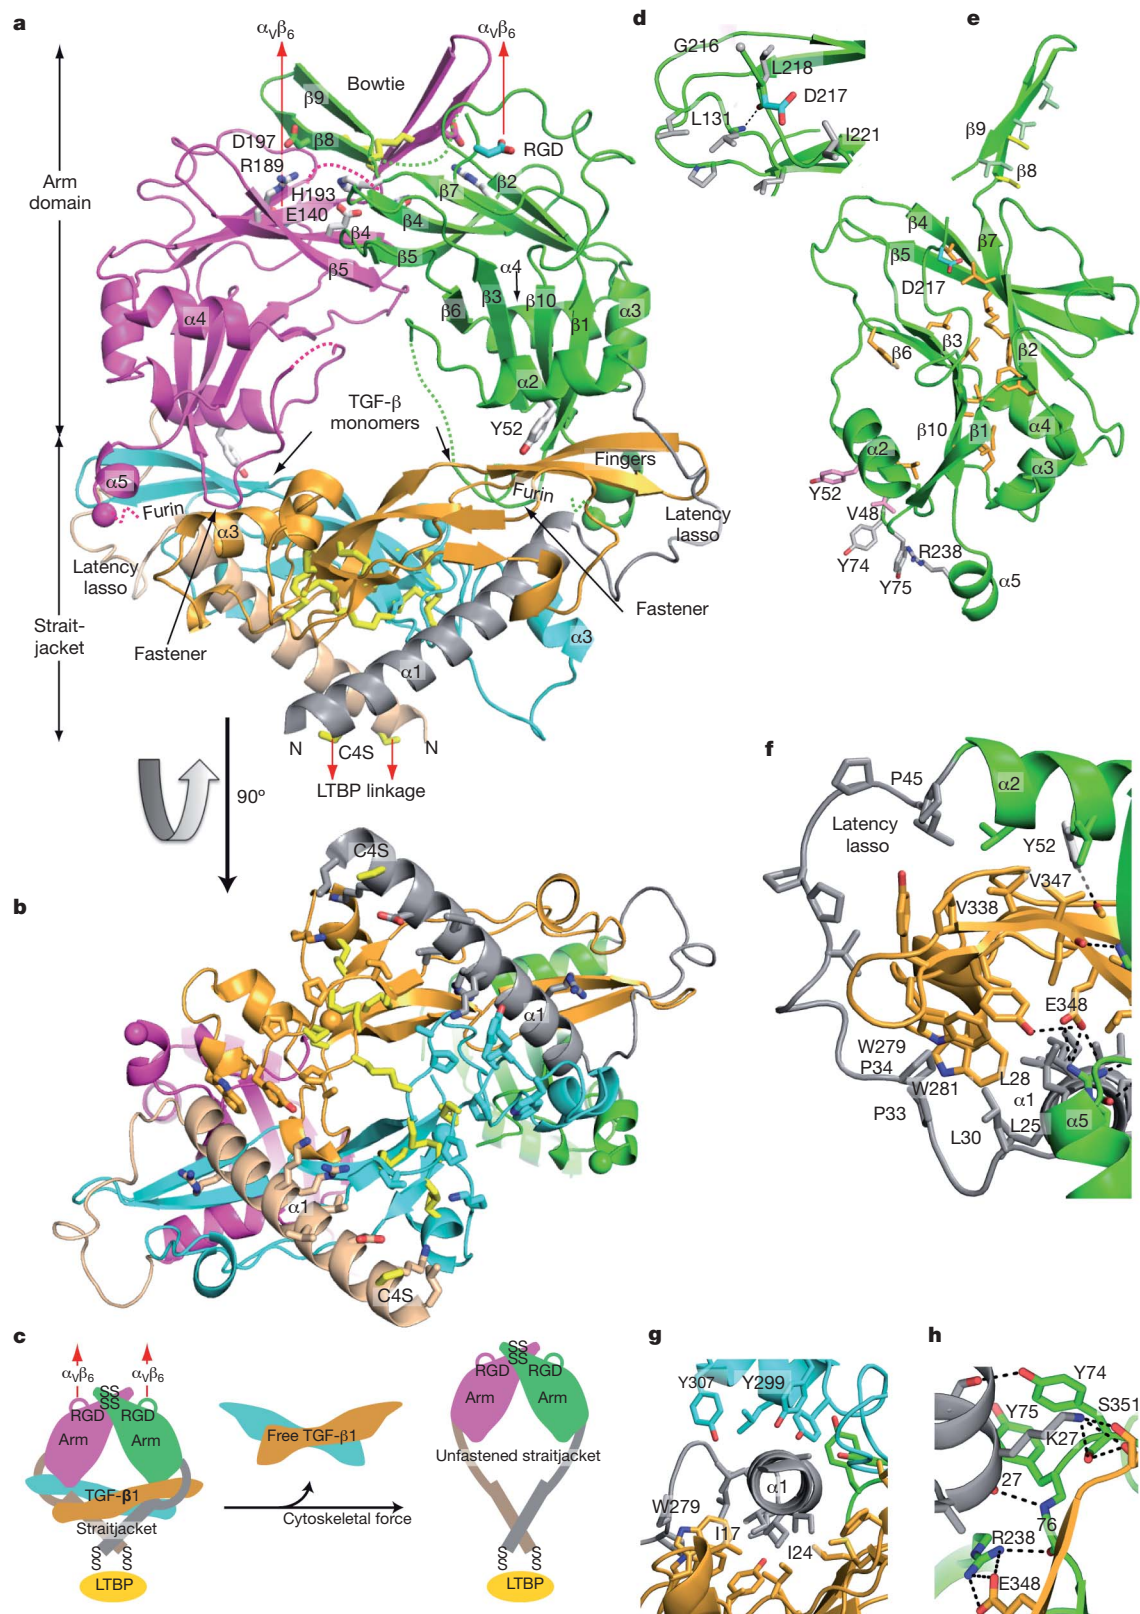 a
αVβ6
αVβ6
Bowtie
β9
D197
β8
R189
RGD
H193
β7
β2
E140
β4
β4
β5
β5
α4
β3
β10
α3
β6
β1
α4
α2
Arm
domain
TGF-β
monomers
Y52
Fingers
α5
Furin
Furin
Latency
lasso
α3
Latency
lasso
Fastener
Strait-
jacket
Fastener
α3
α1
N
C4S
N
LTBP linkage
90º
b
C4S
α1
α1
C4S
c
αVβ6
αVβ6
SS
SS
RGD
RGD
Arm
Arm
TGF-β1
Straitjacket
S
S
S
S
LTBP
Free TGF-β1
Cytoskeletal force
SS
SS
RGD
RGD
Arm
Arm
Unfastened straitjacket
S
S
S
S
LTBP
d
G216
L218
D217
L131
I221
e
β9
β8
β4
β7
β5
D217
β3
β2
β6
β10
β1
α4
α2
α3
Y52
V48
Y74
R238
Y75
α5
f
P45
α2
Latency
lasso
Y52
V347
V338
E348
W279
P34
L28
W281
α1
P33
L25
α5
L30
g
Y307
Y299
α1
W279
I17
I24
h
Y74
Y75
S351
K27
27
76
R238
E348